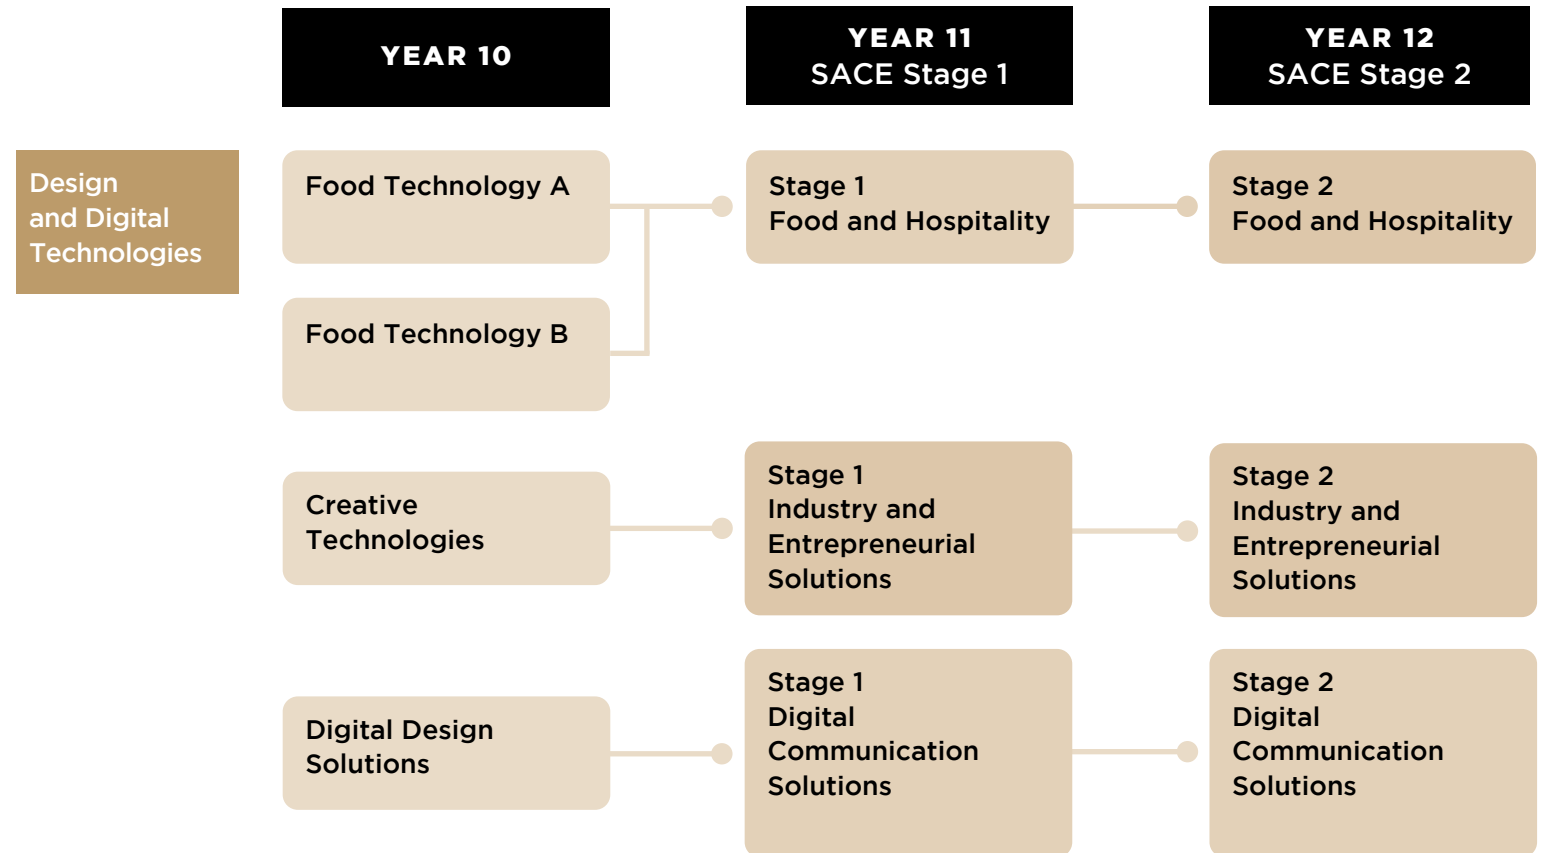 YEAR 10
YEAR 11
SACE Stage 1
YEAR 12
SACE Stage 2
Design
and Digital
Technologies
Food Technology A
Stage 1
Food and Hospitality
Stage 2
Food and Hospitality
Food Technology B
Creative
Technologies
Stage 1
Industry and
Entrepreneurial
Solutions
Stage 2
Industry and
Entrepreneurial
Solutions
Digital Design
Solutions
Stage 1
Digital
Communication
Solutions
Stage 2
Digital
Communication
Solutions